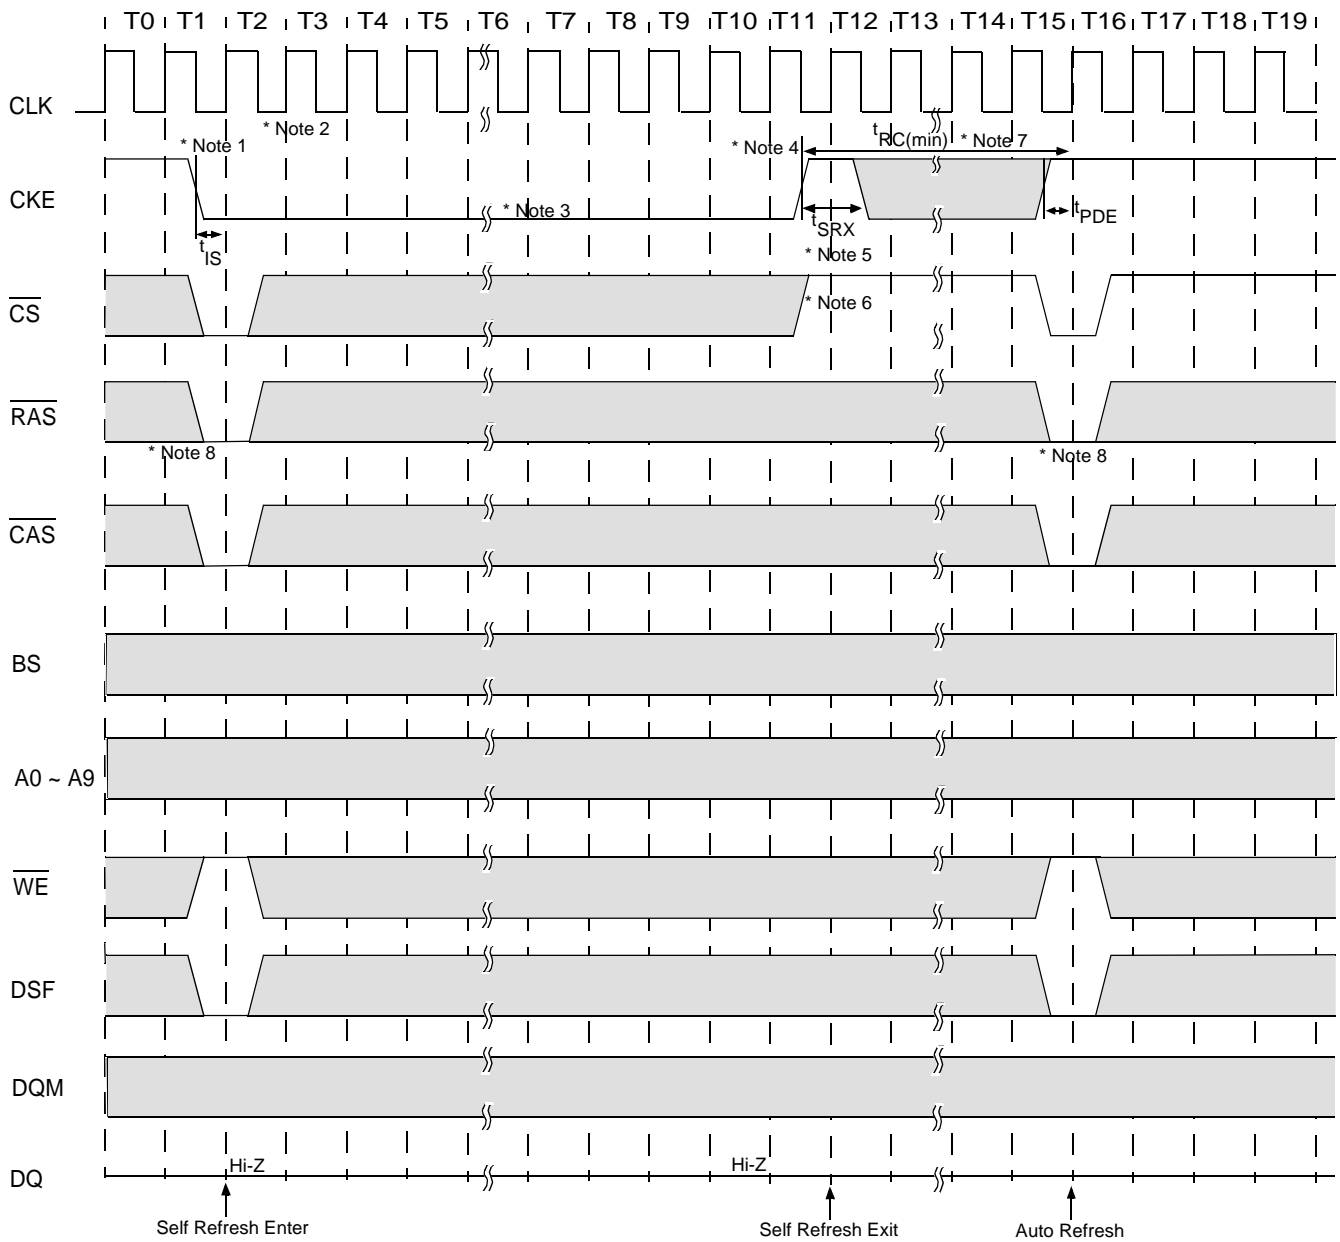 T0 T1 T2 T3 T4 T5 T6 T7 T8 T9 T10 T11 T12 T13 T14 T15 T16 T17 T18 T19
CLK
* Note 1
* Note 2
* Note 4
tRC(min)
* Note 7
CKE
* Note 3
tIS
tSRX
tPDE
* Note 5
CS
* Note 6
RAS
* Note 8
* Note 8
CAS
BS
A0 ~ A9
WE
DSF
DQM
DQ
Hi-Z
Hi-Z
Self Refresh Enter
Self Refresh Exit
Auto Refresh